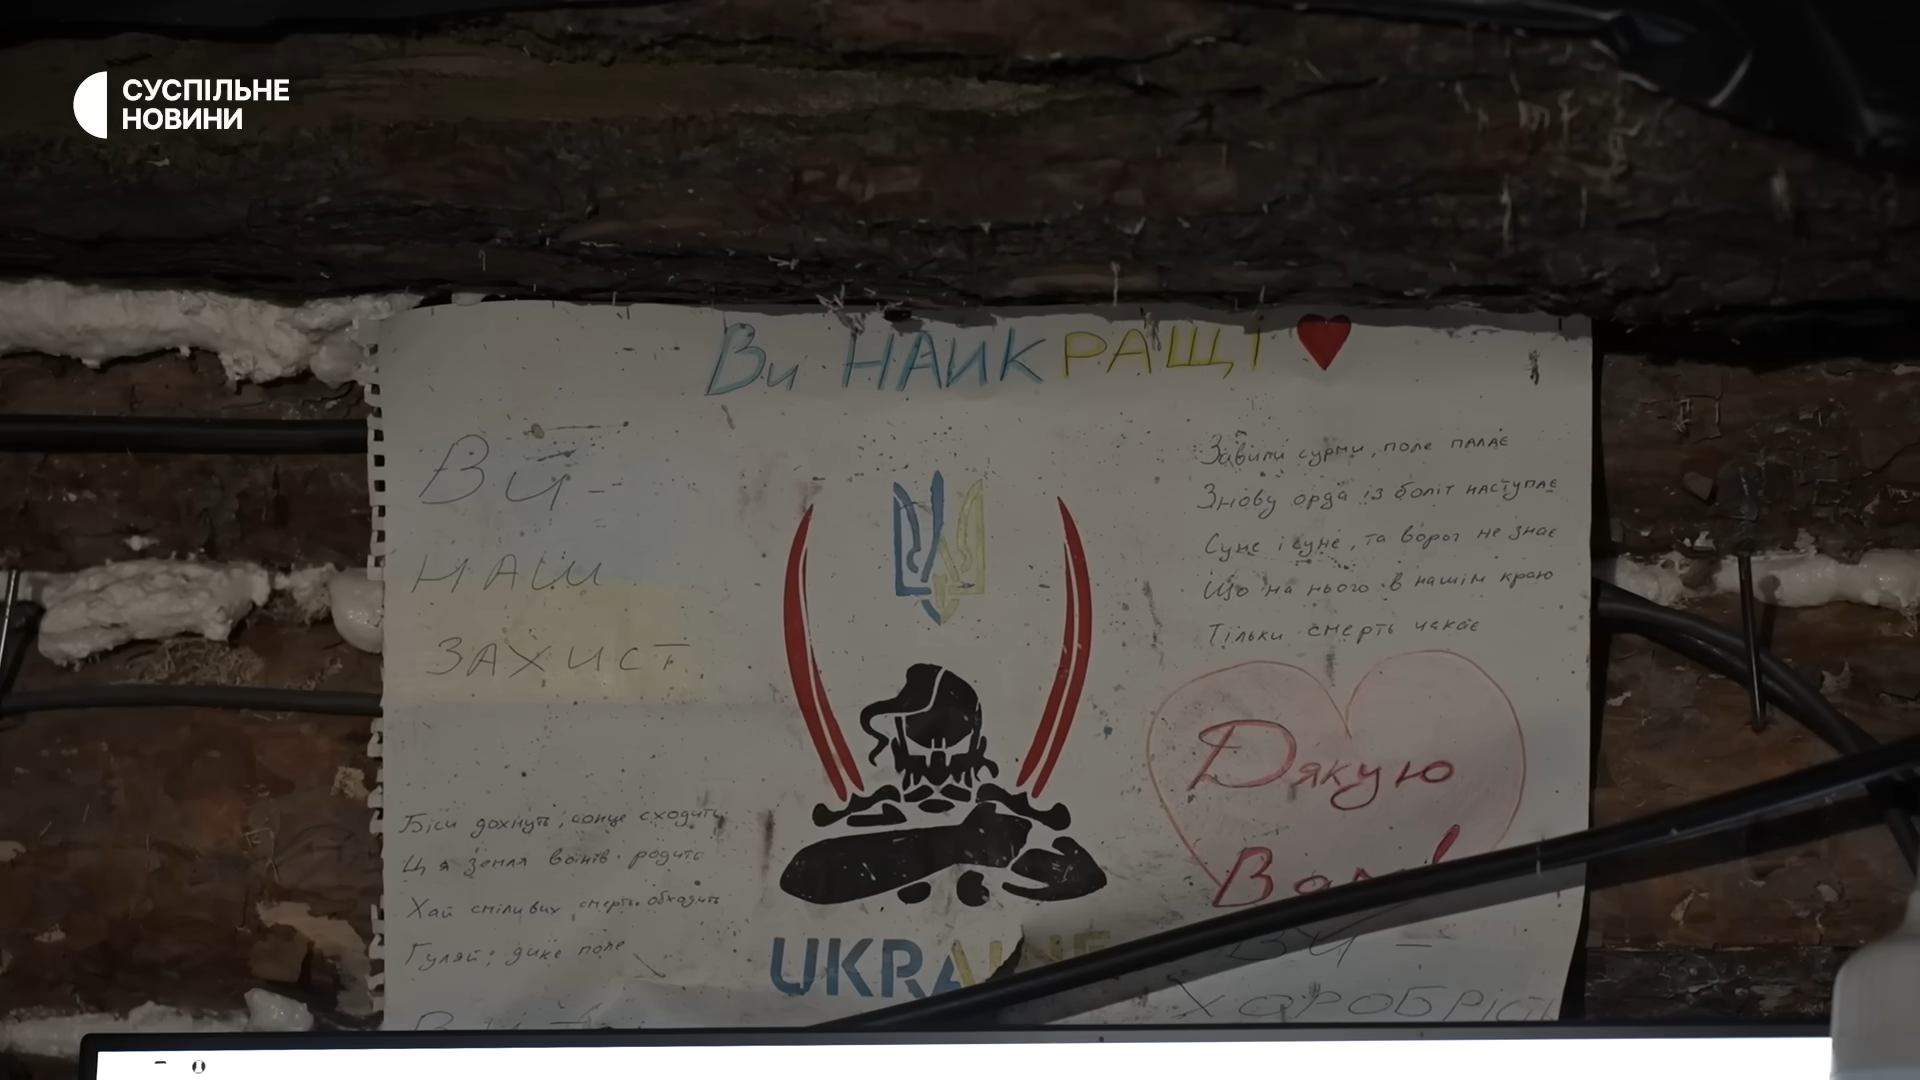 СУСПІЛЬНЕ
НОВИНИ
Ви НАЙКРАЩІ
Ви -
НАШ
ЗАХИСТ
Завили сурми, поле палає
Знову орда із боліт наступає
Суне і суне, та ворог не знає
Що на нього в нашім краю
Тільки смерть чекає
Дякую
Біси дохнуть, сонце сходить
Ця земля воїнів родить
Хай сміливих смерть обходить
Гуляй, дике поле
UKRAINE
Ви -
ХОРОБРІСТЬ